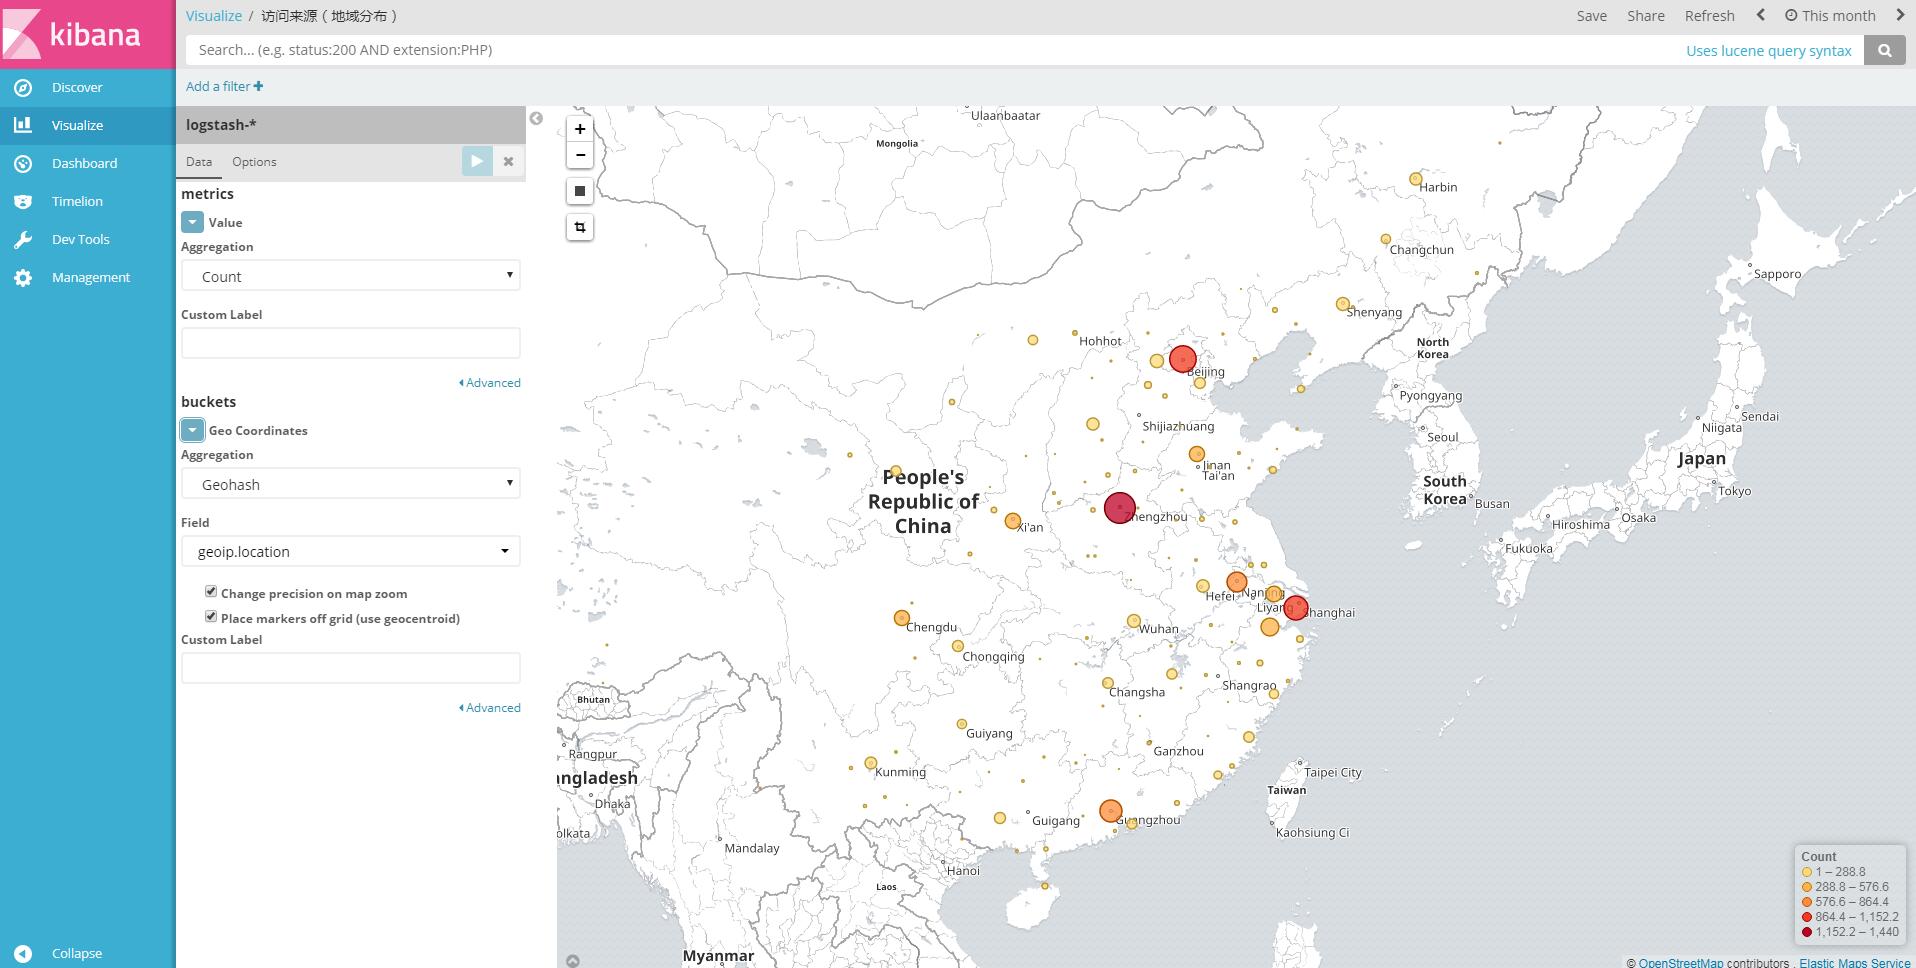 kibana
Discover
Visualize
Dashboard
Timelion
Dev Tools
Management
Collapse
Visualize / 访问来源（地域分布）
Save Share Refresh This month
Search... (e.g. status:200 AND extension:PHP)
Uses lucene query syntax
Add a filter
logstash-*
Data Options
metrics
Value
Aggregation
Count
Custom Label
Advanced
buckets
Geo Coordinates
Aggregation
Geohash
Field
geoip.location
Change precision on map zoom
Place markers off grid (use geocentroid)
Custom Label
Advanced
+
−
Ulaanbaatar
Mongolia
Harbin
Changchun
Sapporo
Shenyang
Hohhot
North
Korea
Beijing
Pyongyang
Sendai
Shijiazhuang
Niigata
Seoul
Jinan
Japan
Tai'an
People's
Republic of
China
South
Korea
Busan
Tokyo
Zhengzhou
Xi'an
Hiroshima
Osaka
Fukuoka
Hefei
Liyang
Shanghai
Chengdu
Wuhan
Chongqing
Changsha
Shangrao
Bhutan
Guiyang
Rangpur
Ganzhou
Kunming
Taipei City
angladesh
Taiwan
Dhaka
Guigang
Guangzhou
olkata
Kaohsiung Ci
Mandalay
Hanoi
Laos
Myanmar
Count
1 – 288.8
288.8 – 576.6
576.6 – 864.4
864.4 – 1,152.2
1,152.2 – 1,440
© OpenStreetMap contributors , Elastic Maps Service